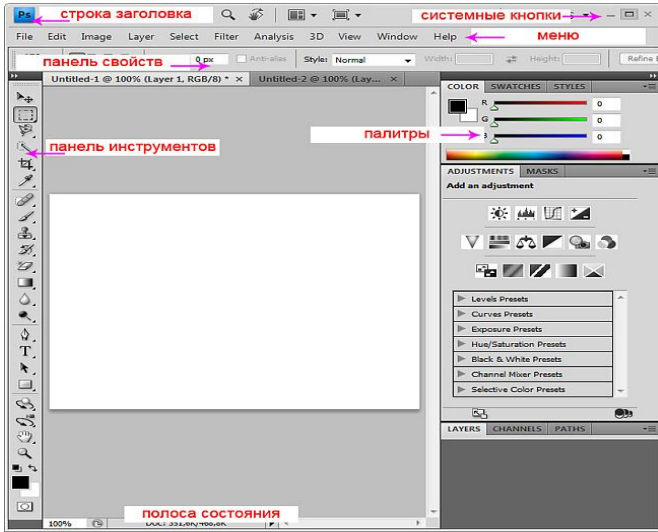 Ps строка заголовка системные кнопки
File Edit Image Layer Select Filter Analysis 3D View Window Help меню
панель свойств 0 px Anti-alias Style: Normal Width: Height: Refine
Untitled-1 @ 100% (Layer 1, RGB/8) * × Untitled-2 @ 100% (Lay... ×
COLOR SWATCHES STYLES
R 0
G 0
палитры B 0
панель инструментов
ADJUSTMENTS MASKS
Add an adjustment
Levels Presets
Curves Presets
Exposure Presets
Hue/Saturation Presets
Black & White Presets
Channel Mixer Presets
Selective Color Presets
T
LAYERS CHANNELS PATHS
полоса состояния
100%